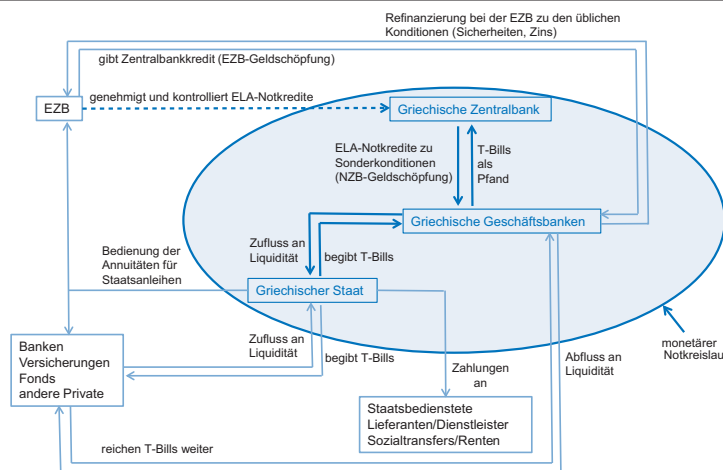 Refinanzierung bei der EZB zu den üblichen
Konditionen (Sicherheiten, Zins)
gibt Zentralbankkredit (EZB-Geldschöpfung)
EZB
genehmigt und kontrolliert ELA-Notkredite
Griechische Zentralbank
ELA-Notkredite zu
Sonderkonditionen
(NZB-Geldschöpfung)
T-Bills
als
Pfand
Griechische Geschäftsbanken
Zufluss an
Liquidität
begibt T-Bills
Bedienung der
Annuitäten für
Staatsanleihen
Griechischer Staat
Banken
Versicherungen
Fonds
andere Private
Zufluss an
Liquidität
begibt T-Bills
Zahlungen
an
Abfluss an
Liquidität
monetärer
Notkreislau
Staatsbedienstete
Lieferanten/Dienstleister
Sozialtransfers/Renten
reichen T-Bills weiter